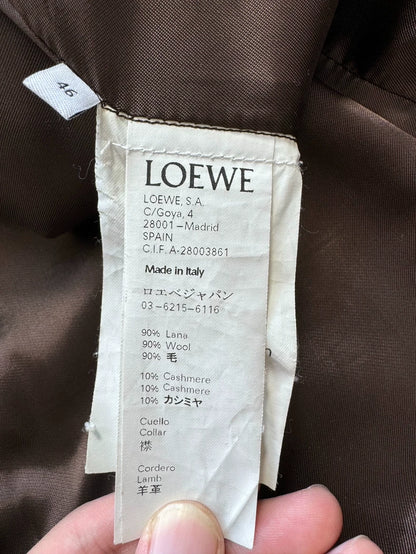 46
LOEWE
LOEWE, S.A.
C/Goya, 4
28001-Madrid
SPAIN
C.I.F. A-28003861
Made in Italy
ロエベジャパン
03-6215-6116
90% Lana
90% Wool
90% 毛
10% Cashmere
10% Cashmere
10% カシミヤ
Cuello
Collar
襟
Cordero
Lamb
羊革